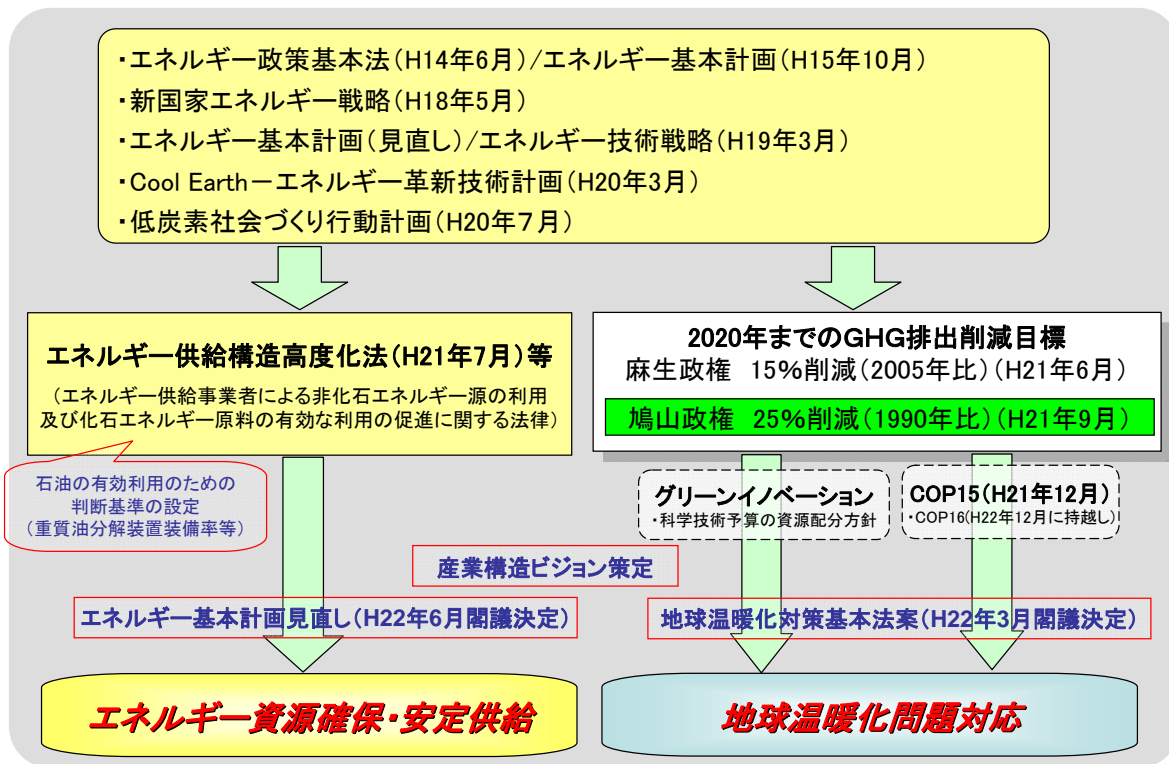 ・エネルギー政策基本法(H14年6月)/エネルギー基本計画(H15年10月)
・新国家エネルギー戦略(H18年5月)
・エネルギー基本計画(見直し)/エネルギー技術戦略(H19年3月)
・Cool Earth－エネルギー革新技術計画(H20年3月)
・低炭素社会づくり行動計画(H20年７月)
エネルギー供給構造高度化法(H21年7月)等
(エネルギー供給事業者による非化石エネルギー源の利用
及び化石エネルギー原料の有効な利用の促進に関する法律)
2020年までのGHG排出削減目標
麻生政権 15%削減(2005年比)(H21年6月)
鳩山政権 25%削減(1990年比)(H21年9月)
石油の有効利用のための
判断基準の設定
(重質油分解装置装備率等)
グリーンイノベーション
・科学技術予算の資源配分方針
COP15(H21年12月)
・COP16(H22年12月に持越し)
産業構造ビジョン策定
エネルギー基本計画見直し(H22年6月閣議決定)
地球温暖化対策基本法案(H22年3月閣議決定)
エネルギー資源確保・安定供給
地球温暖化問題対応